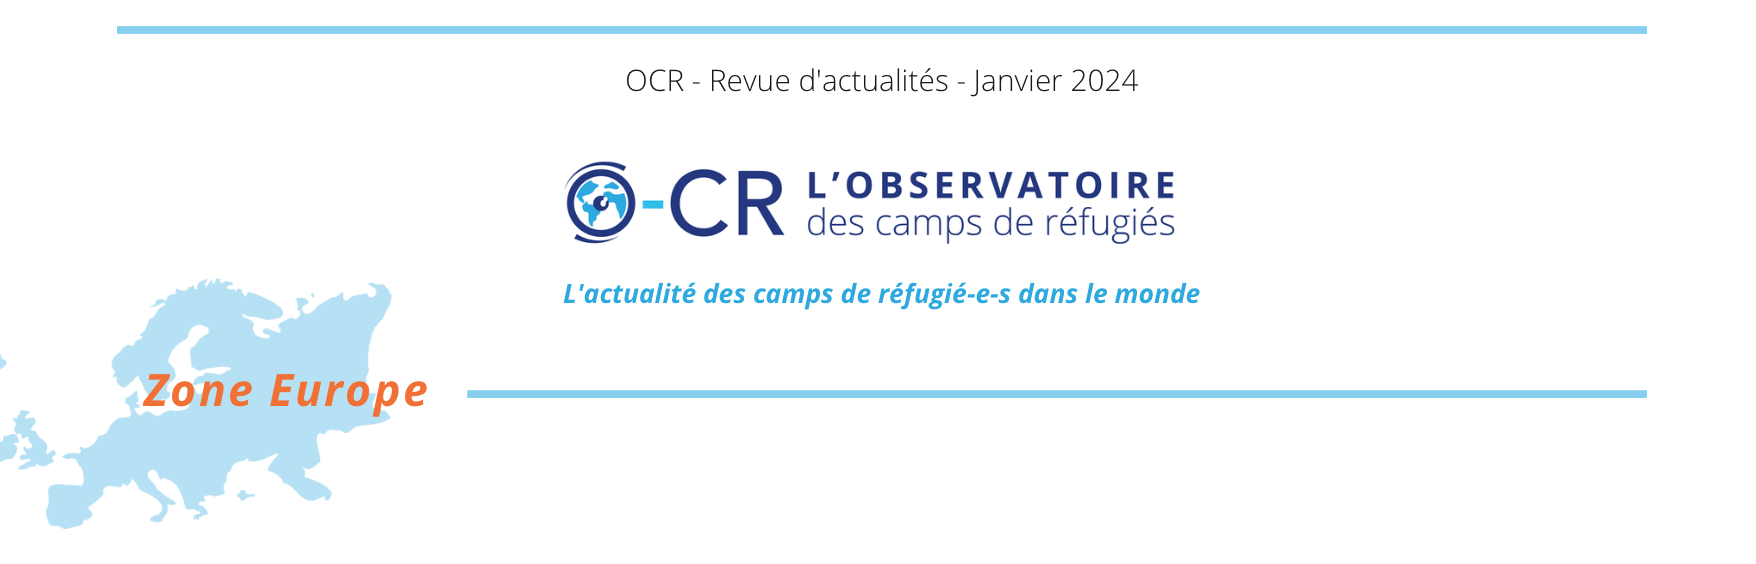 OCR - Revue d'actualités - Janvier 2024
O-CR L'OBSERVATOIRE
des camps de réfugiés
L'actualité des camps de réfugié-e-s dans le monde
Zone Europe